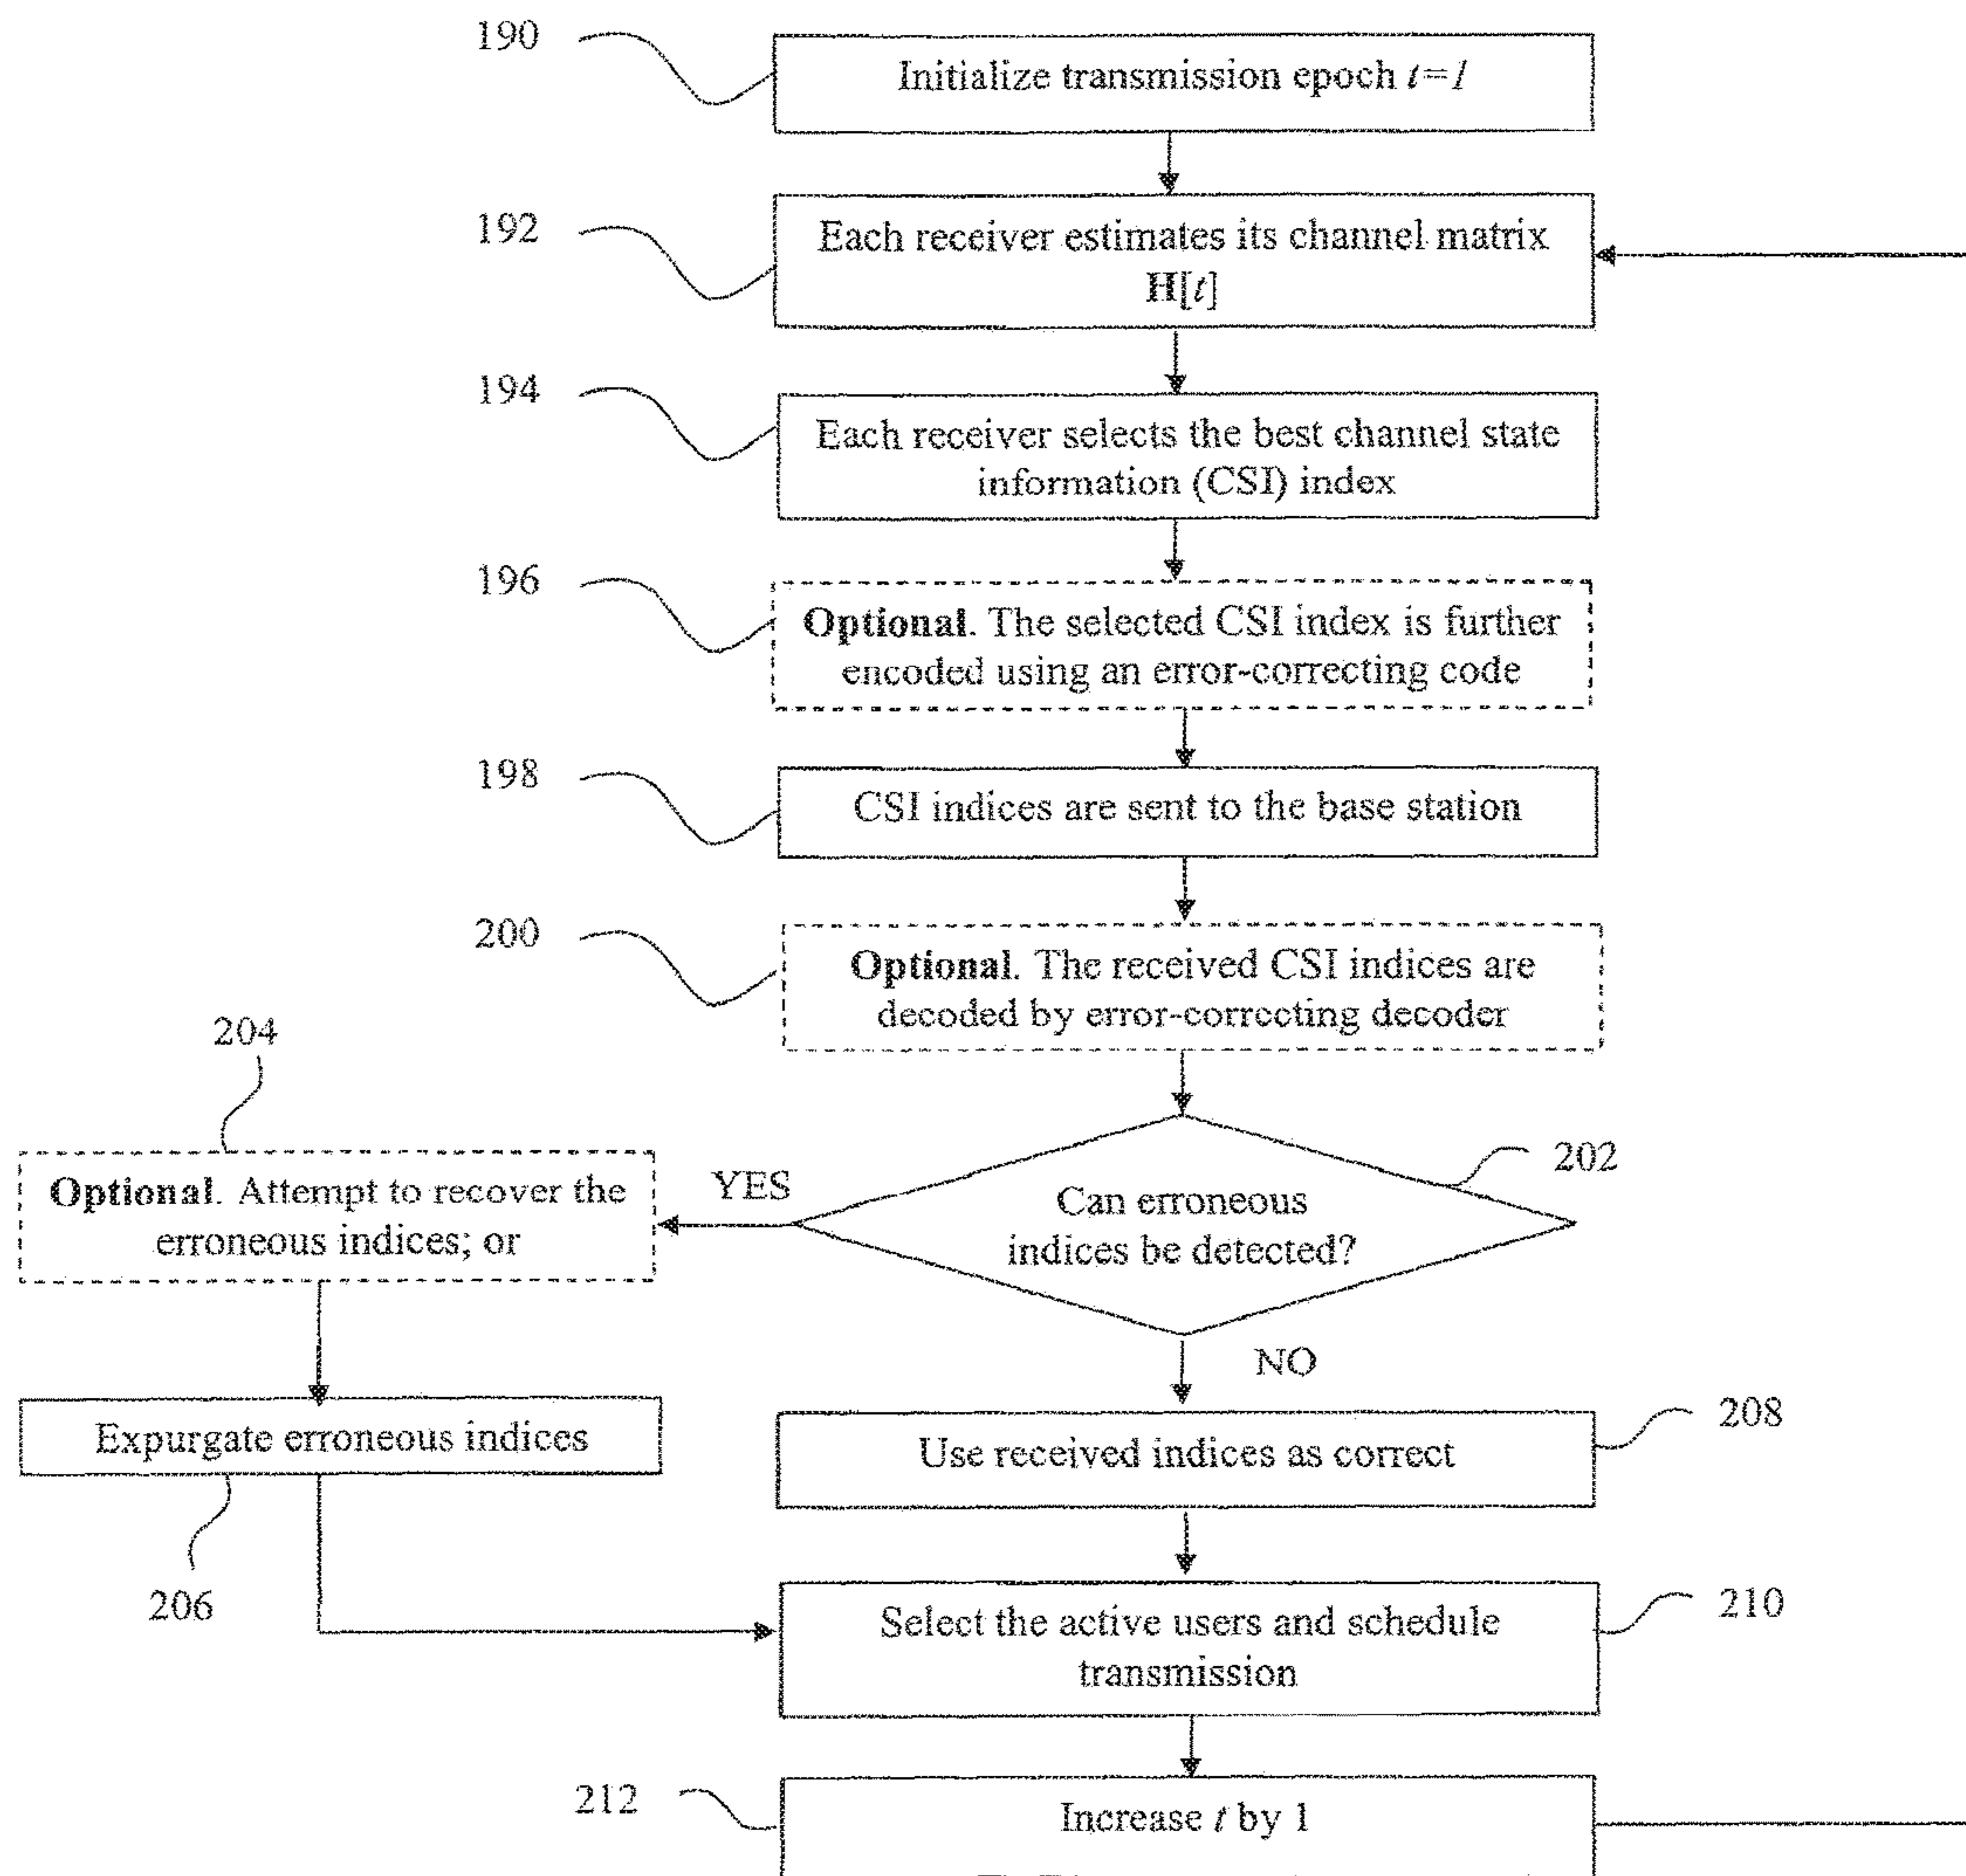 190
Initialize transmission epoch t=1
192
Each receiver estimates its channel matrix
H[t]
194
Each receiver selects the best channel state
information (CSI) index
196
Optional. The selected CSI index is further
encoded using an error-correcting code
198
CSI indices are sent to the base station
200
Optional. The received CSI indices are
decoded by error-correcting decoder
204
202
Optional. Attempt to recover the
erroneous indices; or
YES
Can erroneous
indices be detected?
NO
Expurgate erroneous indices
208
Use received indices as correct
206
210
Select the active users and schedule
transmission
212
Increase t by 1